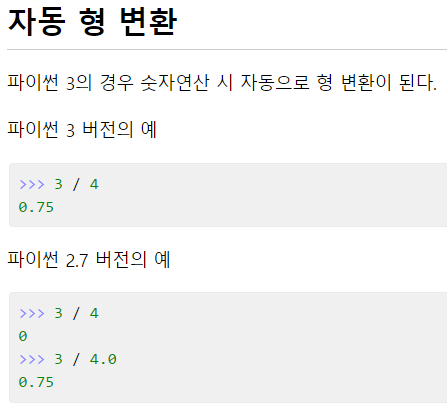 자동 형 변환
파이썬 3의 경우 숫자연산 시 자동으로 형 변환이 된다.
파이썬 3 버전의 예
>>> 3 / 4
0.75
파이썬 2.7 버전의 예
>>> 3 / 4
0
>>> 3 / 4.0
0.75